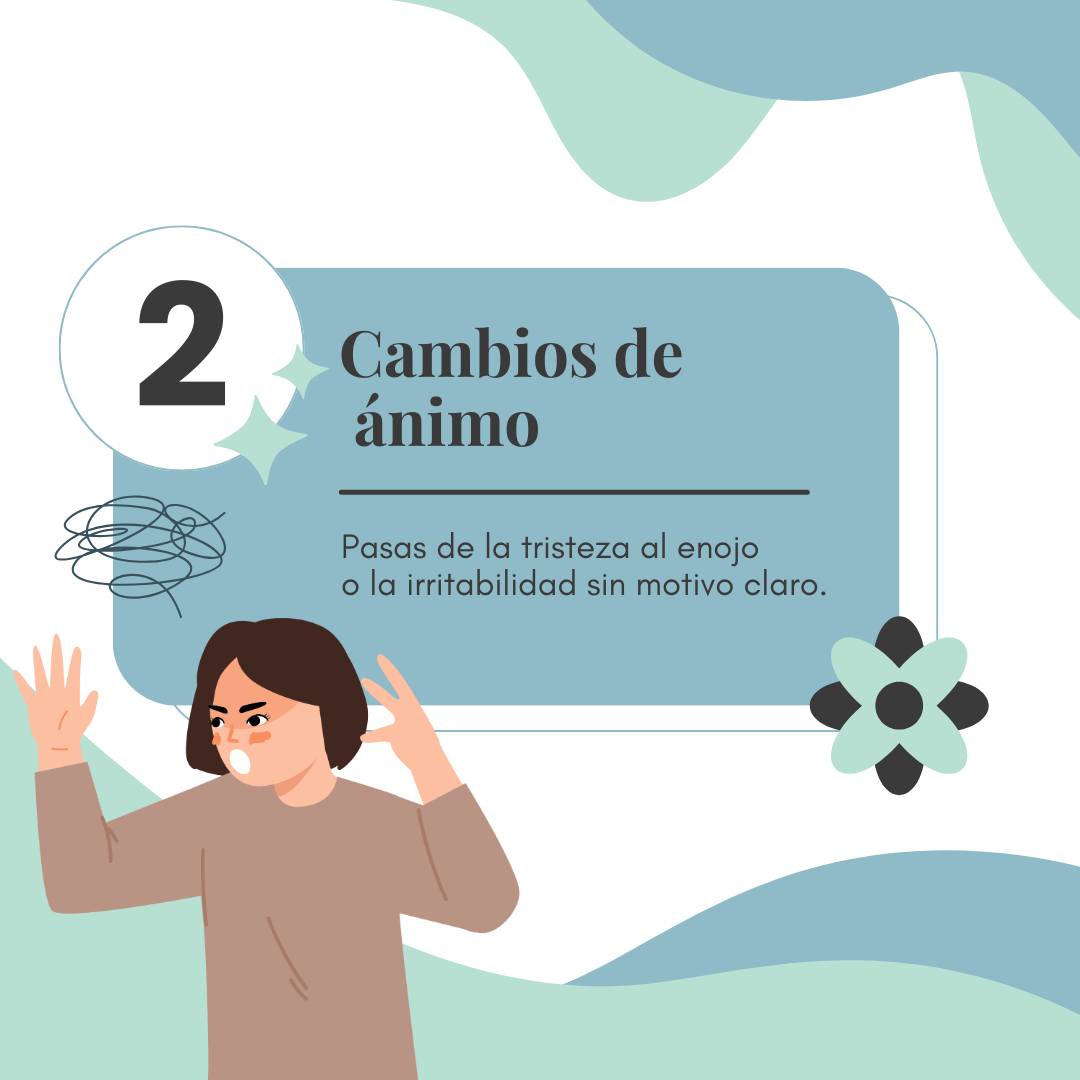 2
Cambios de
ánimo
Pasas de la tristeza al enojo
o la irritabilidad sin motivo claro.